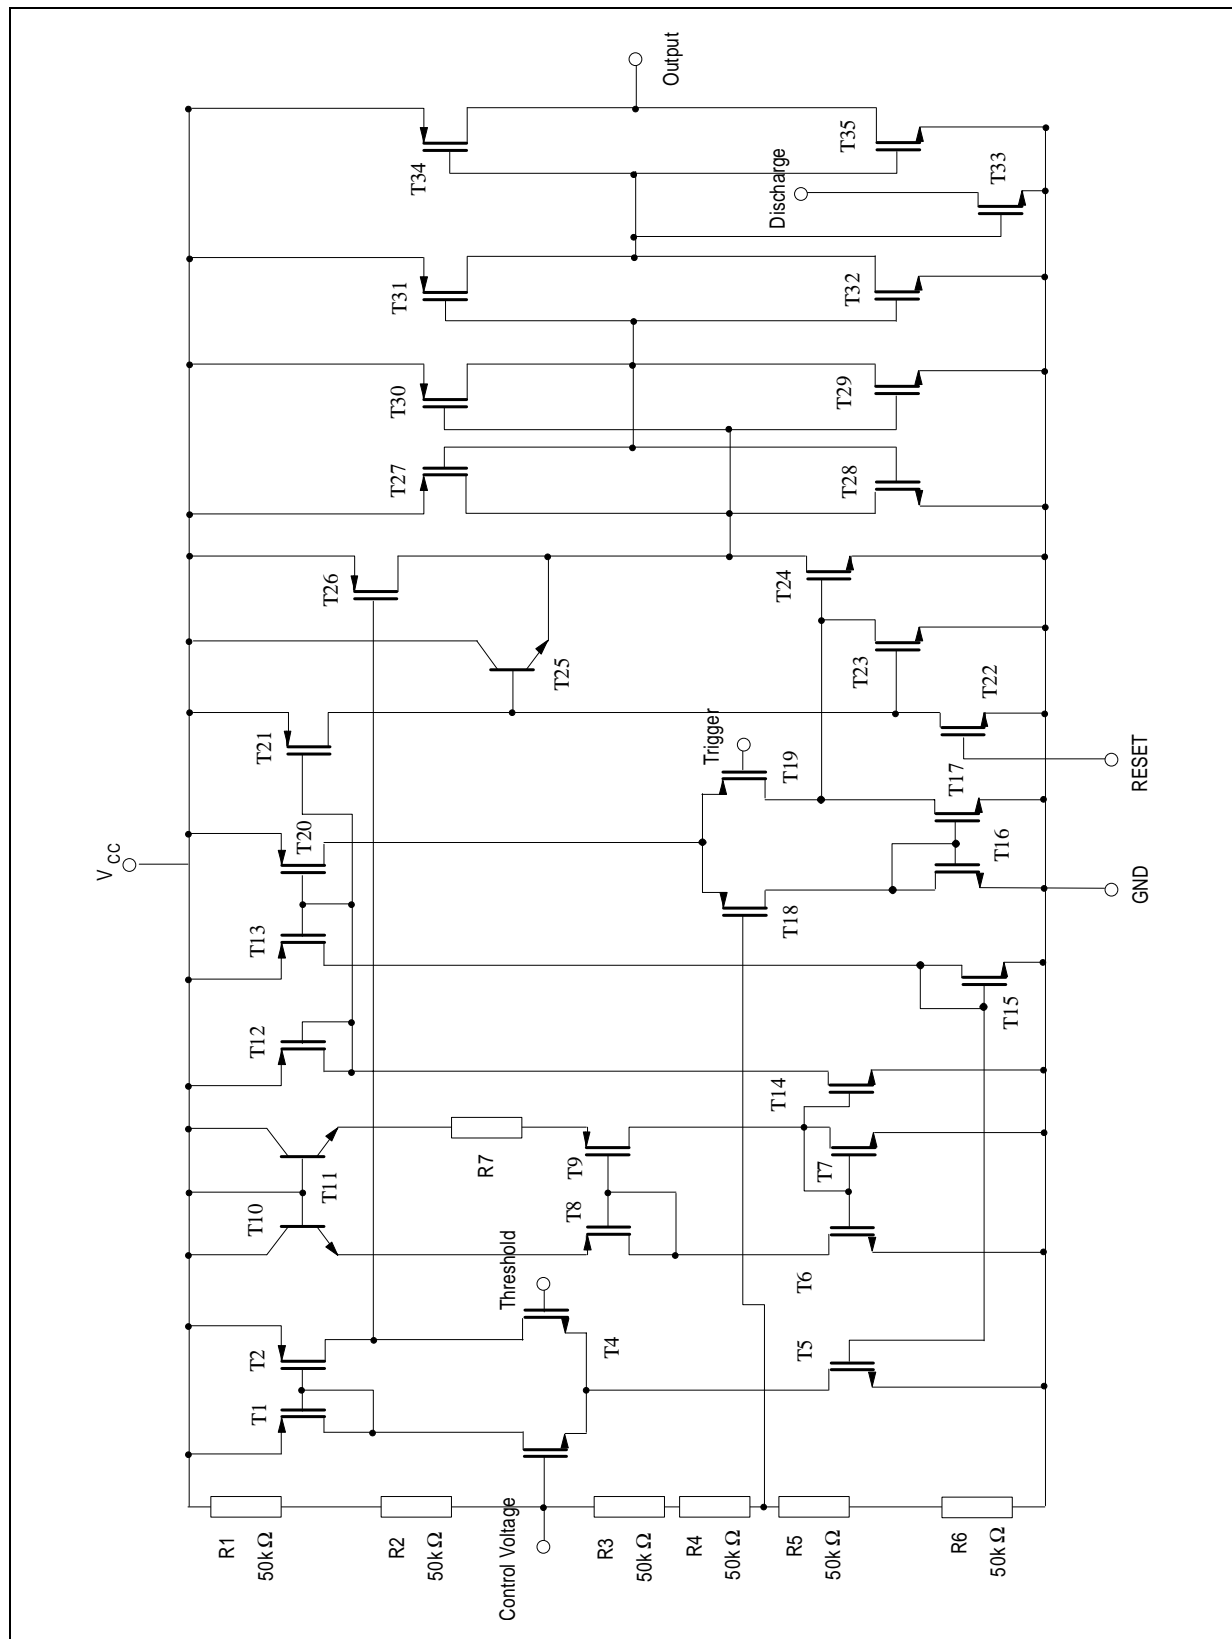 Output
T34
T35
Discharge
T33
T31
T32
T30
T29
T27
T28
T26
T24
T25
T23
T22
T21
Trigger
T19
T17
RESET
VCC
T20
T16
T18
GND
T13
T15
T12
T14
R7
T9
T7
T11
T10
T8
T6
Threshold
T2
T4
T5
T1
R1
50kΩ
R2
50kΩ
Control Voltage
R3
50kΩ
R4
50kΩ
R5
50kΩ
R6
50kΩ